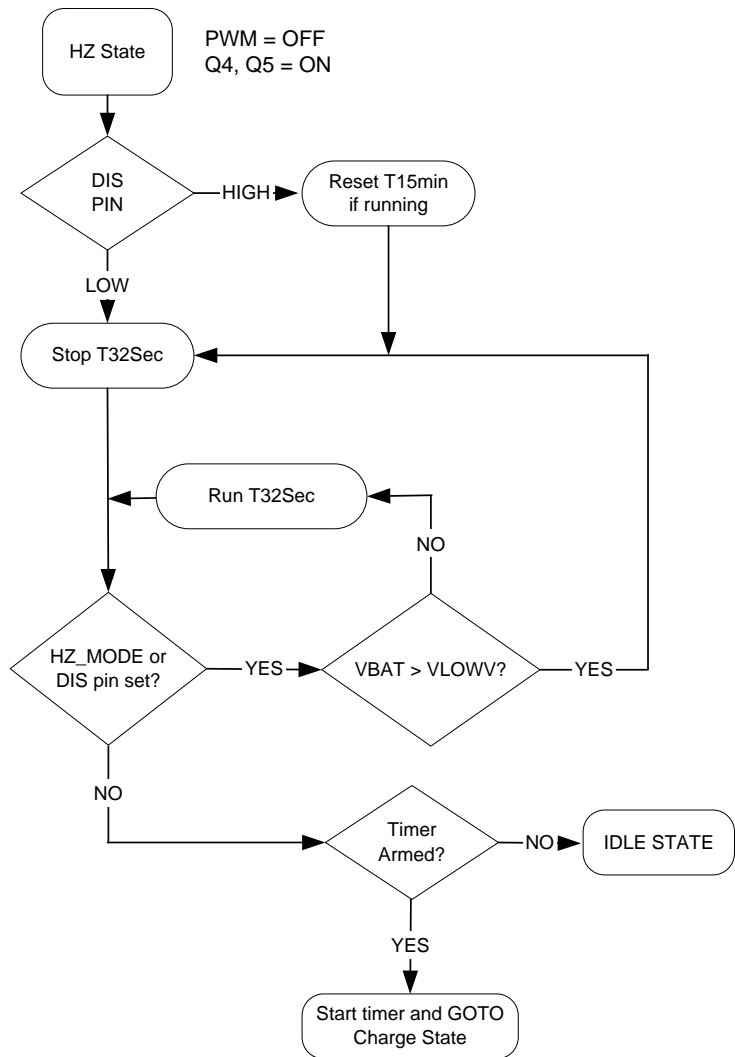 HZ State
PWM = OFF
Q4, Q5 = ON
DIS
PIN
HIGH
Reset T15min
if running
LOW
Stop T32Sec
Run T32Sec
NO
HZ_MODE or
DIS pin set?
YES
VBAT > VLOWV?
YES
NO
Timer
Armed?
NO
IDLE STATE
YES
Start timer and GOTO
Charge State